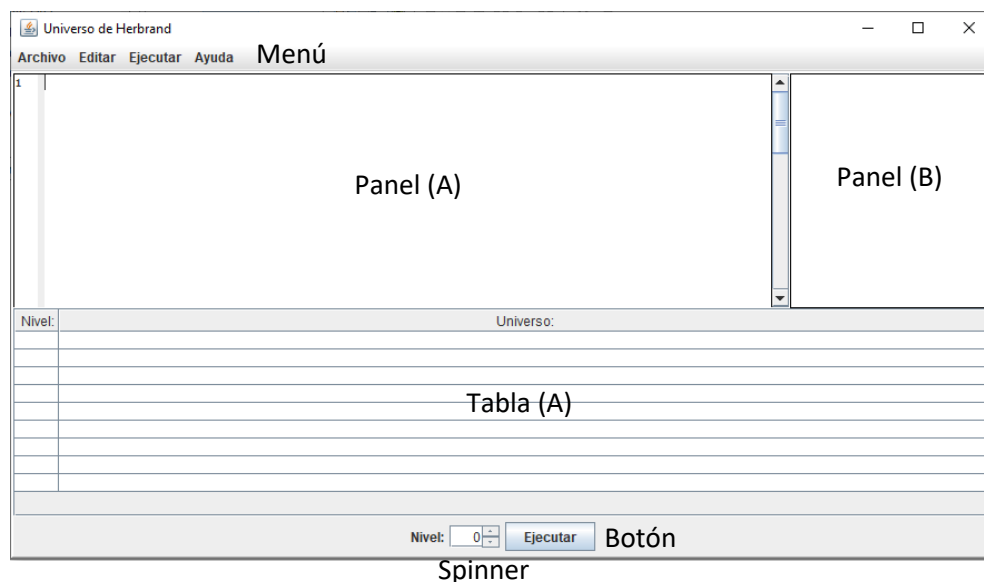 Universo de Herbrand
Archivo Editar Ejecutar Ayuda Menú
1
Panel (A)
Panel (B)
Nivel: Universo:
Tabla (A)
Nivel: 0 Ejecutar Botón
Spinner